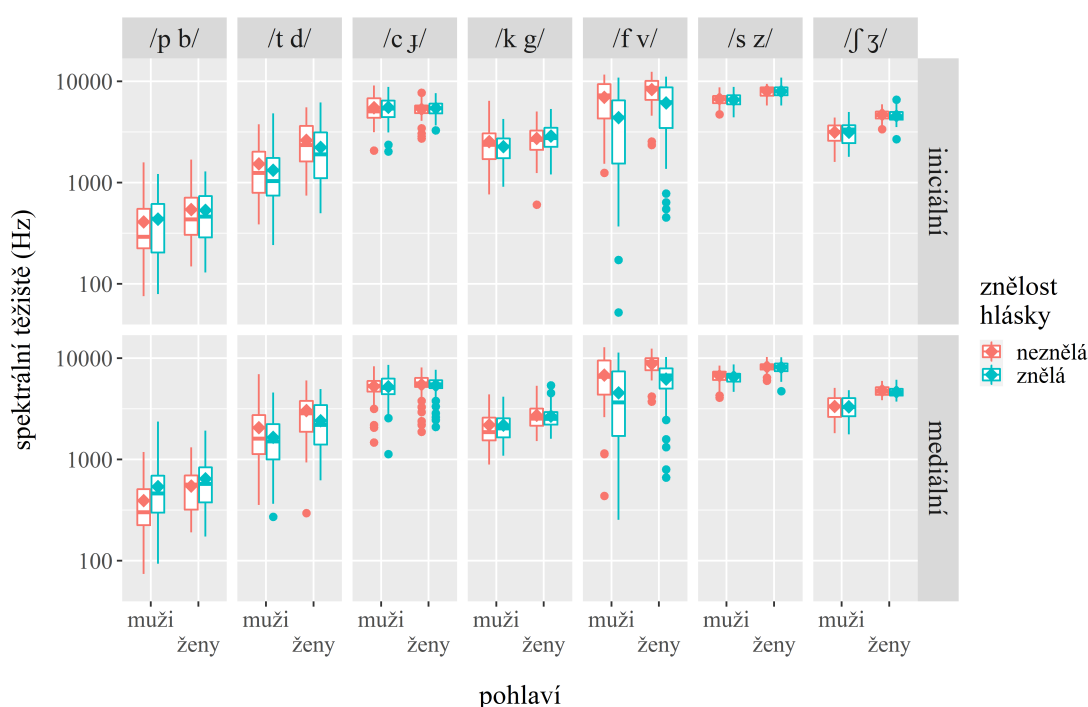 /p b/ /t d/ /c ɟ/ /k g/ /f v/ /s z/ /ʃ ʒ/
10000
1000
100
iniciální
10000
1000
100
mediální
spektrální těžiště (Hz)
muži ženy muži ženy muži ženy muži ženy muži ženy muži ženy muži ženy
pohlaví
znělost
hlásky
neznělá
znělá